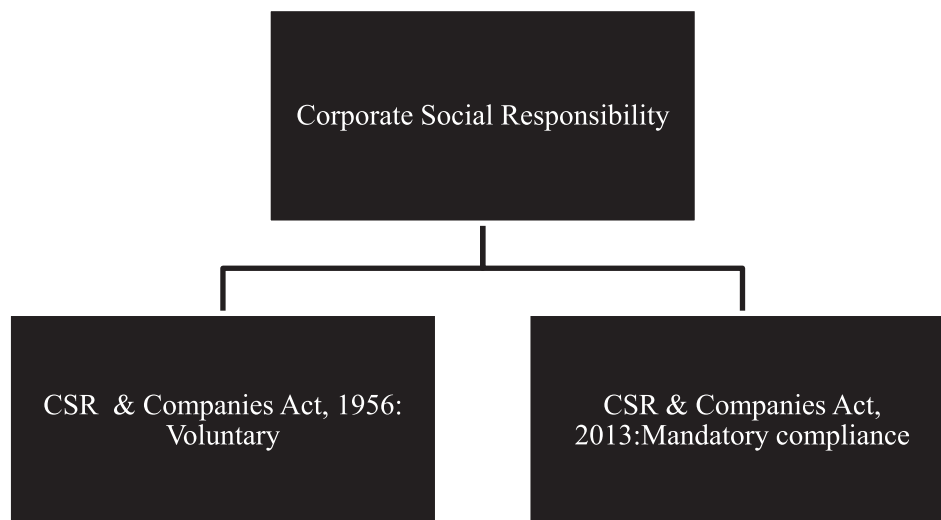 Corporate Social Responsibility
CSR & Companies Act, 1956:
Voluntary
CSR & Companies Act,
2013:Mandatory compliance